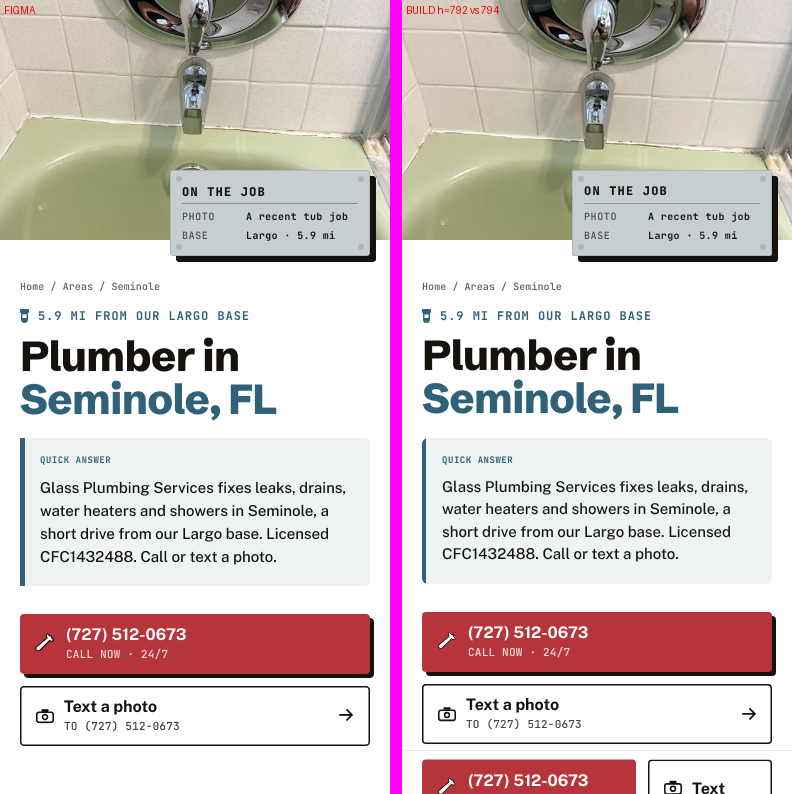 FIGMA
ON THE JOB
PHOTO A recent tub job
BASE Largo · 5.9 mi
Home / Areas / Seminole
5.9 MI FROM OUR LARGO BASE
Plumber in
Seminole, FL
QUICK ANSWER
Glass Plumbing Services fixes leaks, drains,
water heaters and showers in Seminole, a
short drive from our Largo base. Licensed
CFC1432488. Call or text a photo.
(727) 512-0673
CALL NOW · 24/7
Text a photo
TO (727) 512-0673
BUILD h=792 vs 794
ON THE JOB
PHOTO A recent tub job
BASE Largo · 5.9 mi
Home / Areas / Seminole
5.9 MI FROM OUR LARGO BASE
Plumber in
Seminole, FL
QUICK ANSWER
Glass Plumbing Services fixes leaks, drains,
water heaters and showers in Seminole, a
short drive from our Largo base. Licensed
CFC1432488. Call or text a photo.
(727) 512-0673
CALL NOW · 24/7
Text a photo
TO (727) 512-0673
(727) 512-0673
Text